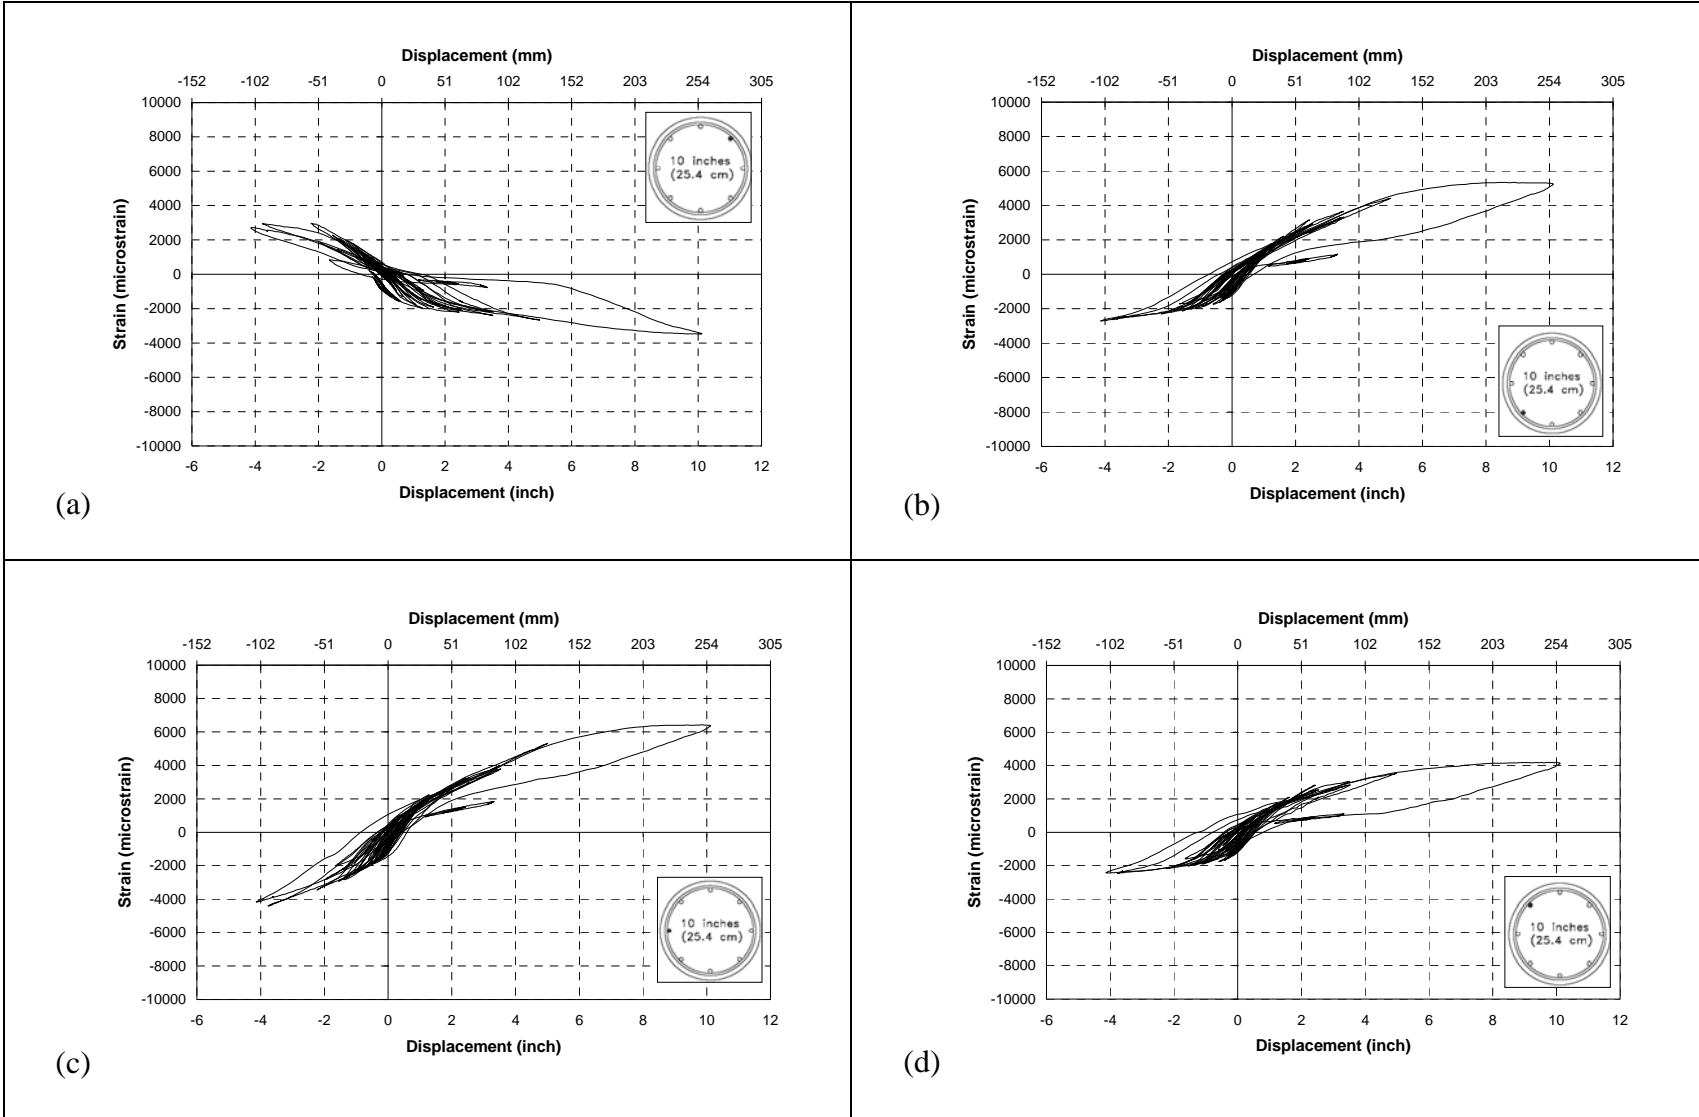 Displacement (mm)
-152 -102 -51 0 51 102 152 203 254 305
10000
8000
6000
4000
2000
0
-2000
-4000
-6000
-8000
-10000
Strain (microstrain)
10 inches
(25.4 cm)
-6 -4 -2 0 2 4 6 8 10 12
Displacement (inch)
(a)
Displacement (mm)
-152 -102 -51 0 51 102 152 203 254 305
10000
8000
6000
4000
2000
0
-2000
-4000
-6000
-8000
-10000
Strain (microstrain)
10 inches
(25.4 cm)
-6 -4 -2 0 2 4 6 8 10 12
Displacement (inch)
(b)
Displacement (mm)
-152 -102 -51 0 51 102 152 203 254 305
10000
8000
6000
4000
2000
0
-2000
-4000
-6000
-8000
-10000
Strain (microstrain)
10 inches
(25.4 cm)
-6 -4 -2 0 2 4 6 8 10 12
Displacement (inch)
(c)
Displacement (mm)
-152 -102 -51 0 51 102 152 203 254 305
10000
8000
6000
4000
2000
0
-2000
-4000
-6000
-8000
-10000
Strain (microstrain)
10 inches
(25.4 cm)
-6 -4 -2 0 2 4 6 8 10 12
Displacement (inch)
(d)